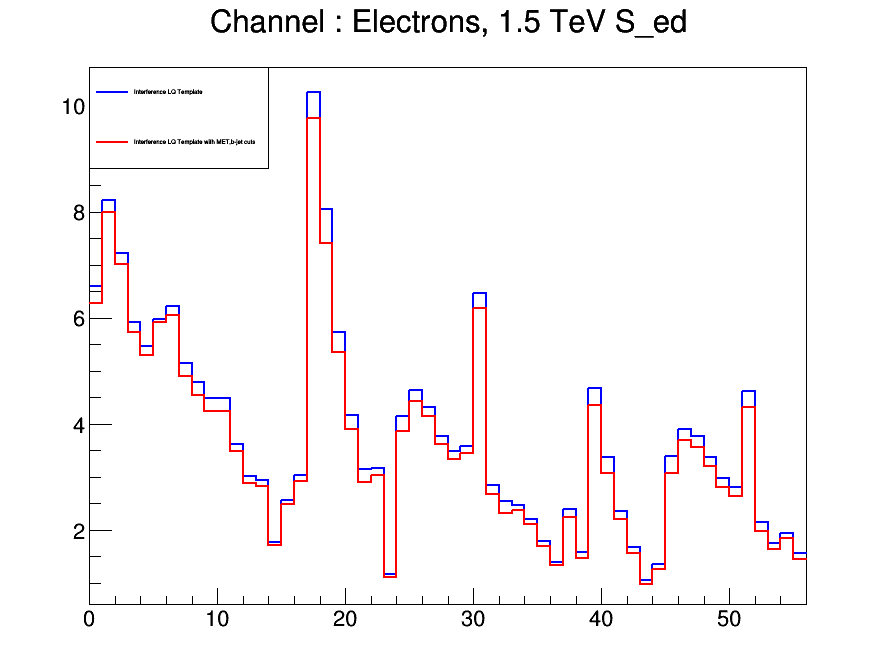 Channel : Electrons, 1.5 TeV S_ed
Interference LQ Template
Interference LQ Template with MET,b-jet cuts
10
8
6
4
2
0 10 20 30 40 50